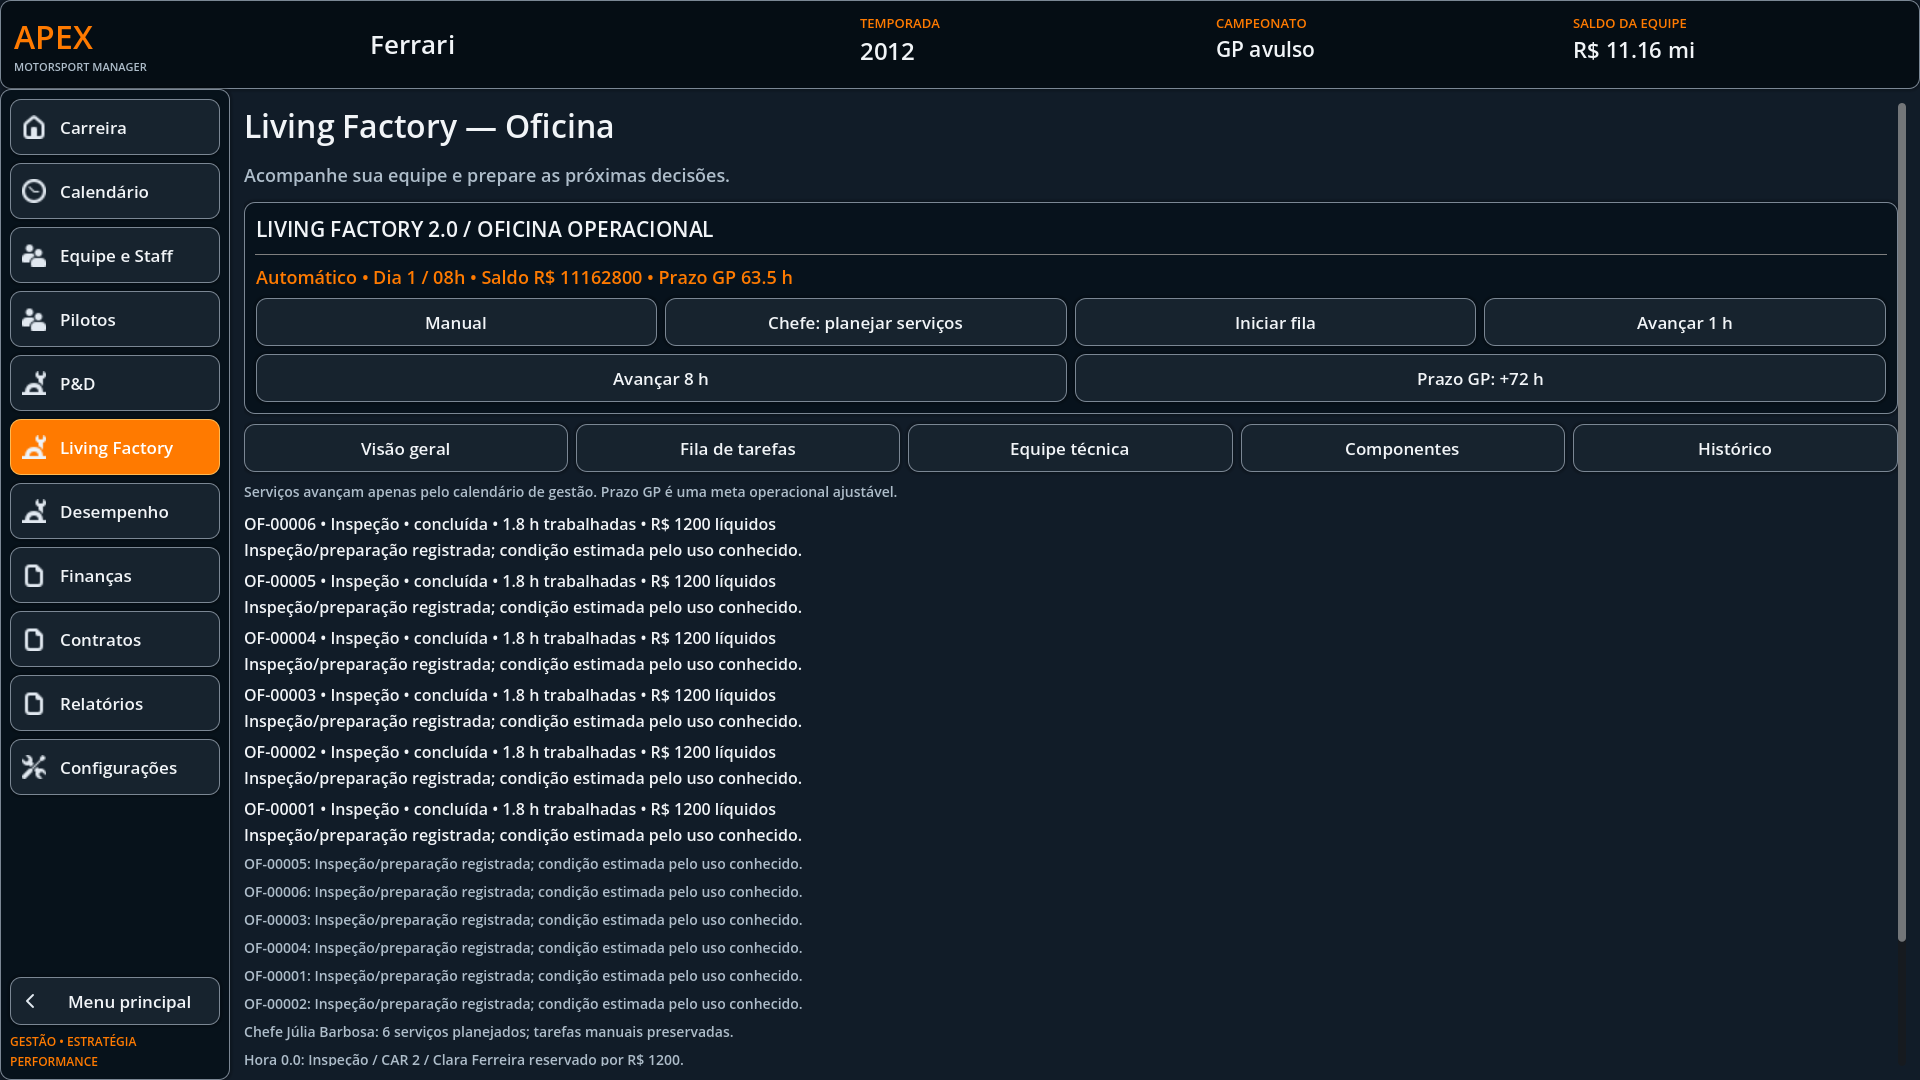 APEX
MOTORSPORT MANAGER
Ferrari
TEMPORADA
2012
CAMPEONATO
GP avulso
SALDO DA EQUIPE
R$ 11.16 mi
Carreira
Calendário
Equipe e Staff
Pilotos
P&D
Living Factory
Desempenho
Finanças
Contratos
Relatórios
Configurações
Menu principal
GESTÃO • ESTRATÉGIA
PERFORMANCE
Living Factory — Oficina
Acompanhe sua equipe e prepare as próximas decisões.
LIVING FACTORY 2.0 / OFICINA OPERACIONAL
Automático • Dia 1 / 08h • Saldo R$ 11162800 • Prazo GP 63.5 h
Manual
Chefe: planejar serviços
Iniciar fila
Avançar 1 h
Avançar 8 h
Prazo GP: +72 h
Visão geral
Fila de tarefas
Equipe técnica
Componentes
Histórico
Serviços avançam apenas pelo calendário de gestão. Prazo GP é uma meta operacional ajustável.
OF-00006 • Inspeção • concluída • 1.8 h trabalhadas • R$ 1200 líquidos
Inspeção/preparação registrada; condição estimada pelo uso conhecido.
OF-00005 • Inspeção • concluída • 1.8 h trabalhadas • R$ 1200 líquidos
Inspeção/preparação registrada; condição estimada pelo uso conhecido.
OF-00004 • Inspeção • concluída • 1.8 h trabalhadas • R$ 1200 líquidos
Inspeção/preparação registrada; condição estimada pelo uso conhecido.
OF-00003 • Inspeção • concluída • 1.8 h trabalhadas • R$ 1200 líquidos
Inspeção/preparação registrada; condição estimada pelo uso conhecido.
OF-00002 • Inspeção • concluída • 1.8 h trabalhadas • R$ 1200 líquidos
Inspeção/preparação registrada; condição estimada pelo uso conhecido.
OF-00001 • Inspeção • concluída • 1.8 h trabalhadas • R$ 1200 líquidos
Inspeção/preparação registrada; condição estimada pelo uso conhecido.
OF-00005: Inspeção/preparação registrada; condição estimada pelo uso conhecido.
OF-00006: Inspeção/preparação registrada; condição estimada pelo uso conhecido.
OF-00003: Inspeção/preparação registrada; condição estimada pelo uso conhecido.
OF-00004: Inspeção/preparação registrada; condição estimada pelo uso conhecido.
OF-00001: Inspeção/preparação registrada; condição estimada pelo uso conhecido.
OF-00002: Inspeção/preparação registrada; condição estimada pelo uso conhecido.
Chefe Júlia Barbosa: 6 serviços planejados; tarefas manuais preservadas.
Hora 0.0: Inspeção / CAR 2 / Clara Ferreira reservado por R$ 1200.